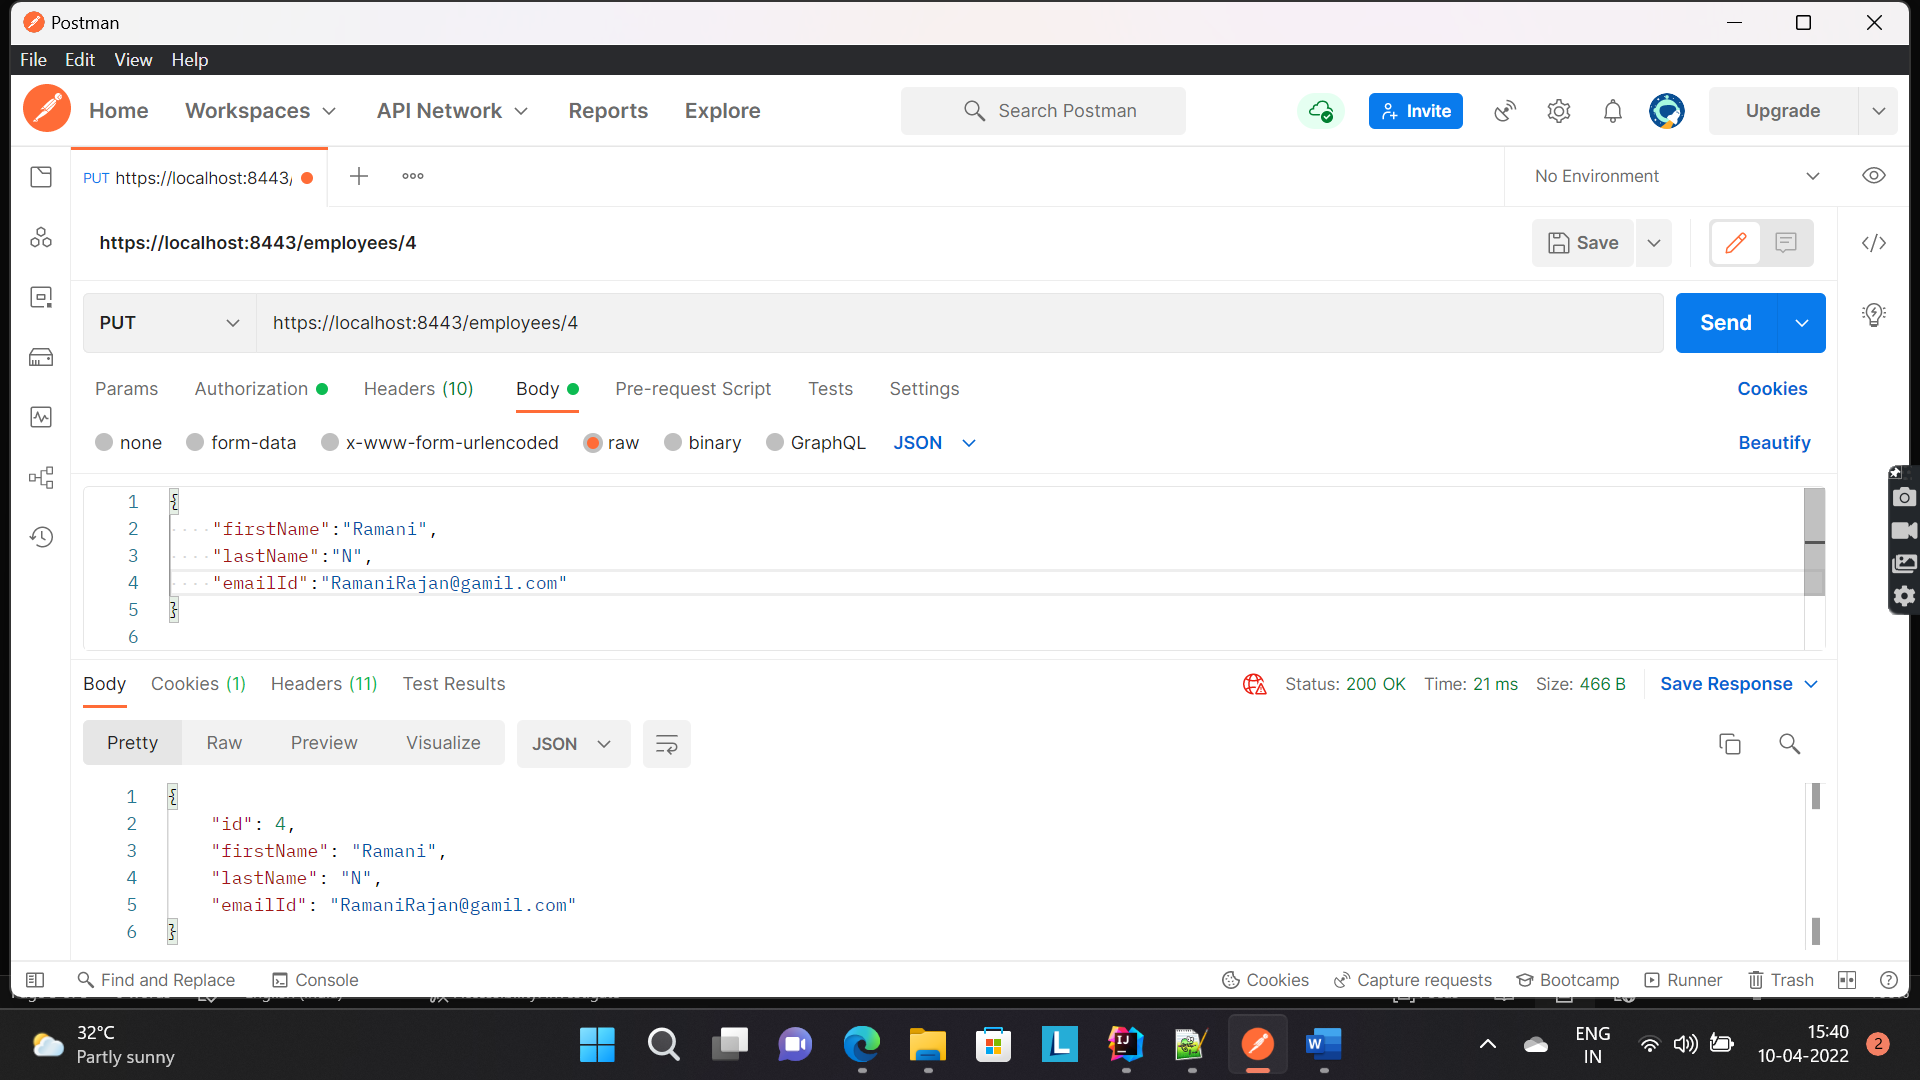 Postman
File Edit View Help
Home Workspaces API Network Reports Explore Search Postman Invite Upgrade
PUT https://localhost:8443/ No Environment
https://localhost:8443/employees/4 Save
PUT https://localhost:8443/employees/4 Send
Params Authorization Headers (10) Body Pre-request Script Tests Settings Cookies
none form-data x-www-form-urlencoded raw binary GraphQL JSON Beautify
1 {
2 "firstName":"Ramani",
3 "lastName":"N",
4 "emailId":"RamaniRajan@gamil.com"
5 }
6
Body Cookies (1) Headers (11) Test Results Status: 200 OK Time: 21 ms Size: 466 B Save Response
Pretty Raw Preview Visualize JSON
1 {
2 "id": 4,
3 "firstName": "Ramani",
4 "lastName": "N",
5 "emailId": "RamaniRajan@gamil.com"
6 }
Find and Replace Console Cookies Capture requests Bootcamp Runner Trash
32°C
Partly sunny
ENG
IN
15:40
10-04-2022
2